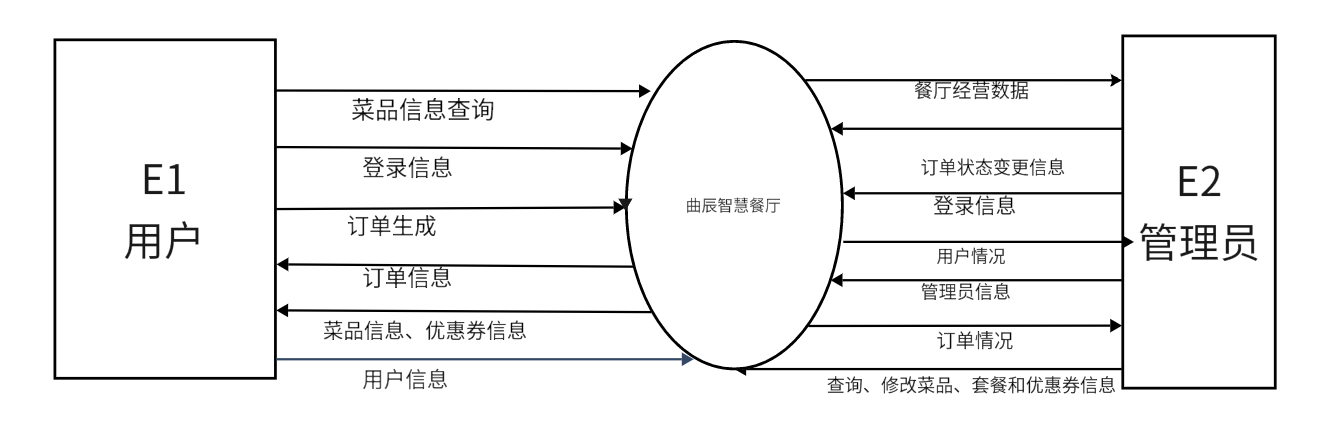 E1
用户
菜品信息查询
登录信息
订单生成
订单信息
菜品信息、优惠券信息
用户信息
曲辰智慧餐厅
餐厅经营数据
订单状态变更信息
登录信息
用户情况
管理员信息
订单情况
查询、修改菜品、套餐和优惠券信息
E2
管理员